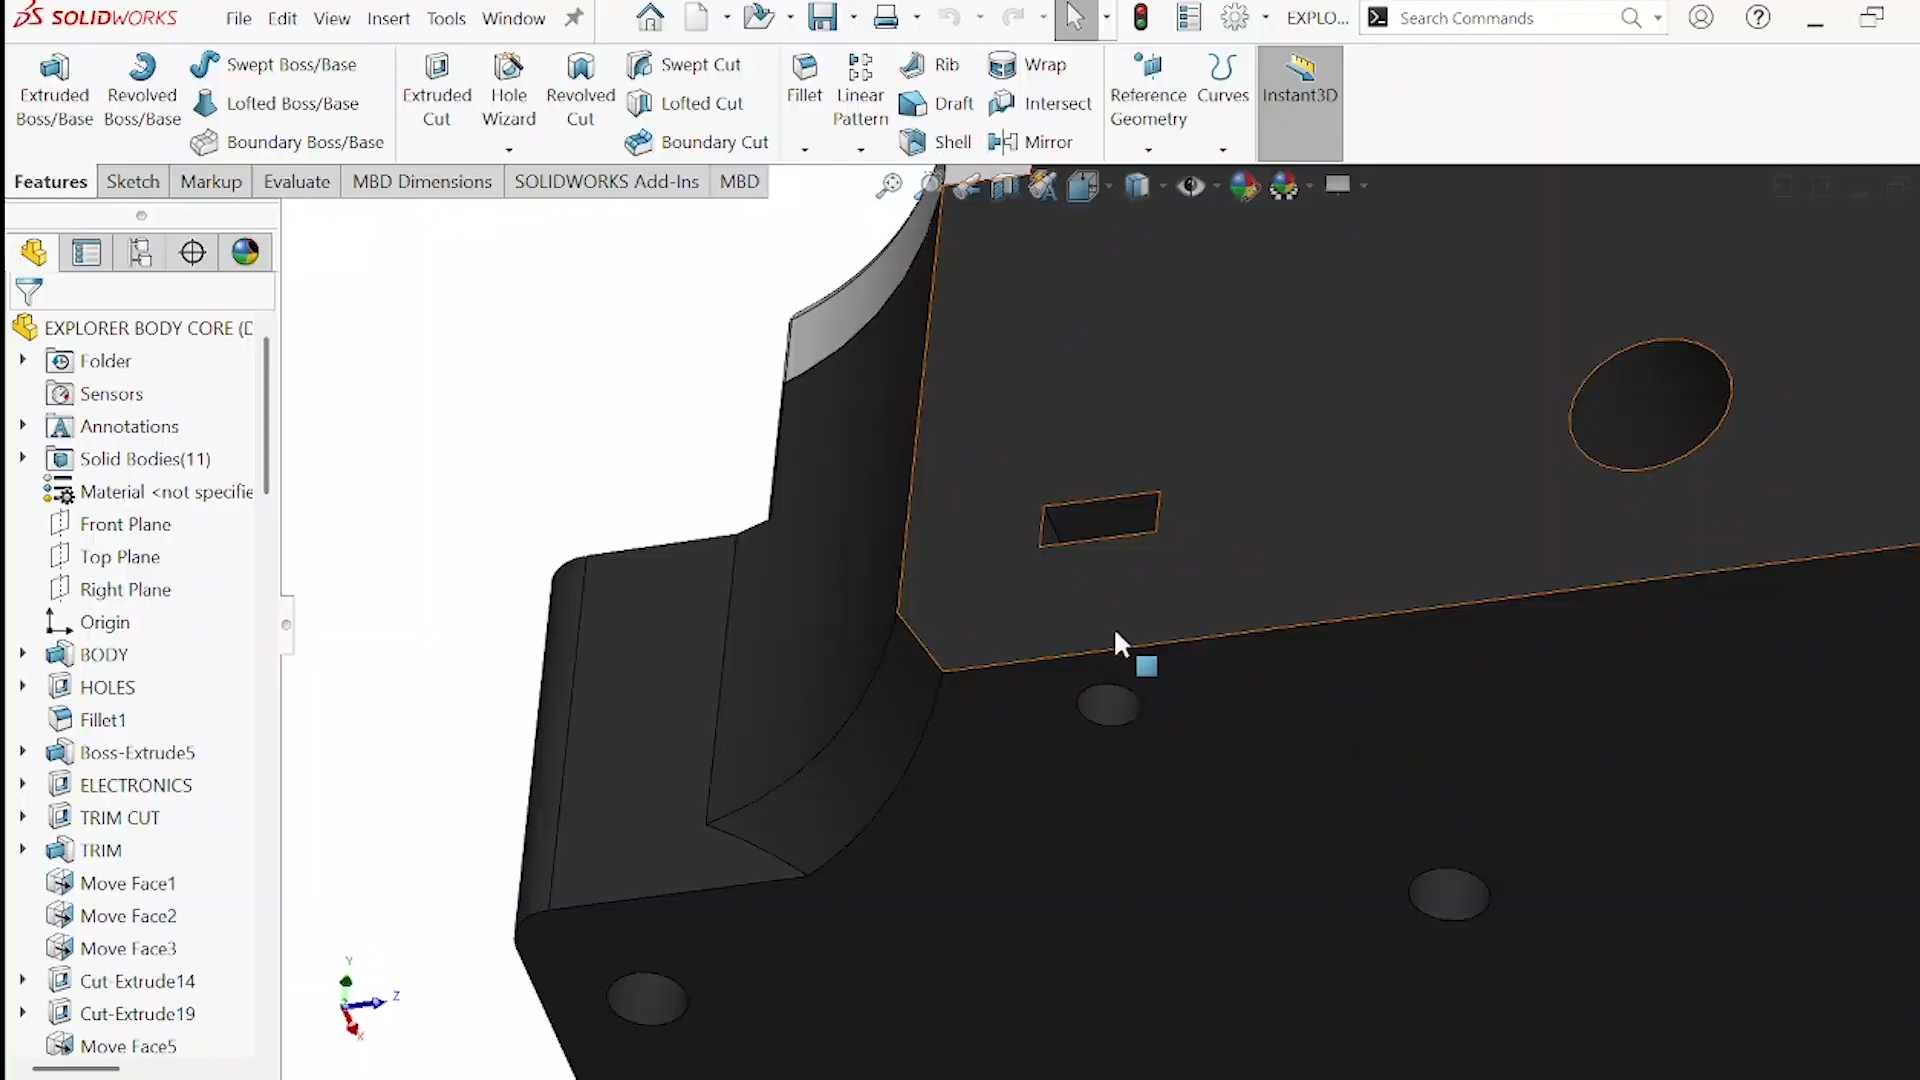 SOLIDWORKS File Edit View Insert Tools Window EXPLO... Search Commands
Extruded Boss/Base
Revolved Boss/Base
Swept Boss/Base
Lofted Boss/Base
Boundary Boss/Base
Extruded Cut
Hole Wizard
Revolved Cut
Swept Cut
Lofted Cut
Boundary Cut
Fillet
Linear Pattern
Rib
Draft
Shell
Wrap
Intersect
Mirror
Reference Geometry
Curves
Instant3D
Features Sketch Markup Evaluate MBD Dimensions SOLIDWORKS Add-Ins MBD
EXPLORER BODY CORE (D
Folder
Sensors
Annotations
Solid Bodies(11)
Material <not specifie
Front Plane
Top Plane
Right Plane
Origin
BODY
HOLES
Fillet1
Boss-Extrude5
ELECTRONICS
TRIM CUT
TRIM
Move Face1
Move Face2
Move Face3
Cut-Extrude14
Cut-Extrude19
Move Face5
Y
Z
X